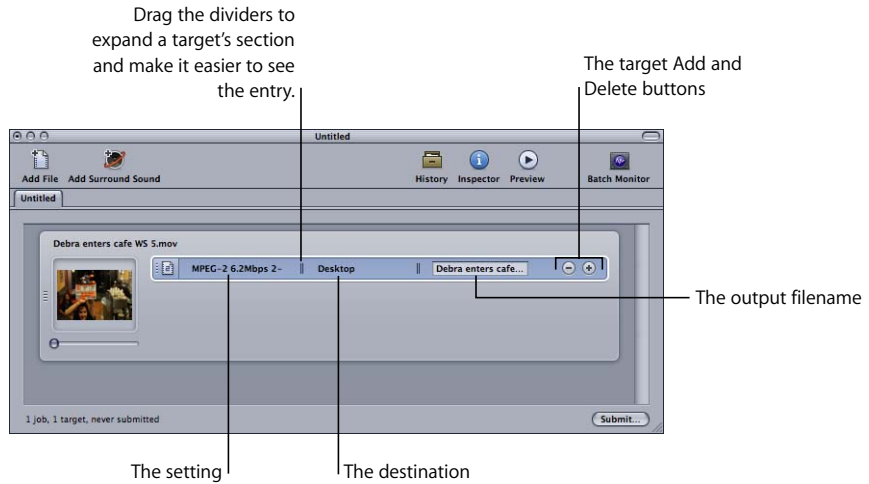 Drag the dividers to
expand a target's section
and make it easier to see
the entry.
The target Add and
Delete buttons
Untitled
Add File Add Surround Sound
History Inspector Preview
Batch Monitor
Untitled
Debra enters cafe WS 5.mov
MPEG-2 6.2Mbps 2- Desktop Debra enters cafe...
The output filename
1 job, 1 target, never submitted
Submit...
The setting
The destination